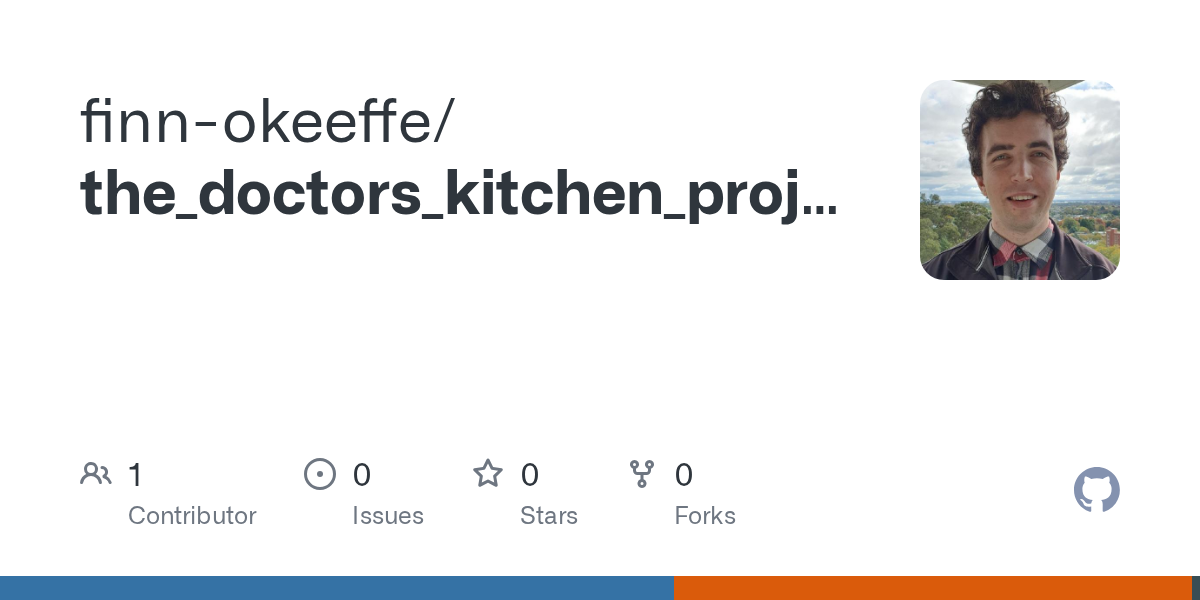 finn-okeeffe/
the_doctors_kitchen_proj...
1
Contributor
0
Issues
0
Stars
0
Forks